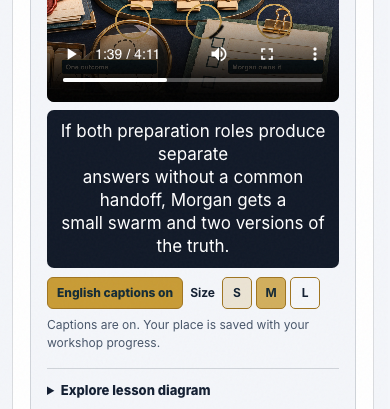 1:39 / 4:11
One outcome
Morgan owns it
If both preparation roles produce
separate
answers without a common
handoff, Morgan gets a
small swarm and two versions of
the truth.
English captions on Size S M L
Captions are on. Your place is saved with your
workshop progress.
Explore lesson diagram